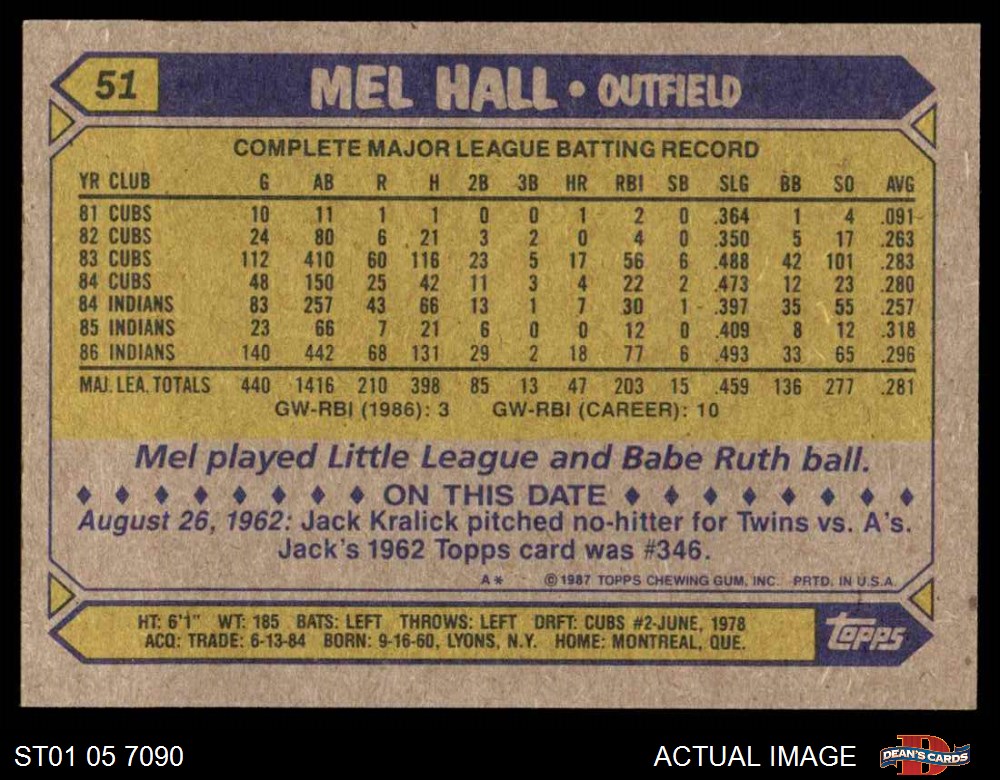 51 MEL HALL • OUTFIELD
COMPLETE MAJOR LEAGUE BATTING RECORD
YR CLUB G AB R H 2B 3B HR RBI SB SLG BB SO AVG
81 CUBS 10 11 1 1 0 0 1 2 0 .364 1 4 .091
82 CUBS 24 80 6 21 3 2 0 4 0 .350 5 17 .263
83 CUBS 112 410 60 116 23 5 17 56 6 .488 42 101 .283
84 CUBS 48 150 25 42 11 3 4 22 2 .473 12 23 .280
84 INDIANS 83 257 43 66 13 1 7 30 1 .397 35 55 .257
85 INDIANS 23 66 7 21 6 0 0 12 0 .409 8 12 .318
86 INDIANS 140 442 68 131 29 2 18 77 6 .493 33 65 .296
MAJ. LEA. TOTALS 440 1416 210 398 85 13 47 203 15 .459 136 277 .281
GW-RBI (1986): 3 GW-RBI (CAREER): 10
Mel played Little League and Babe Ruth ball.
♦ ♦ ♦ ♦ ♦ ♦ ♦ ♦ ON THIS DATE ♦ ♦ ♦ ♦ ♦ ♦ ♦ ♦
August 26, 1962: Jack Kralick pitched no-hitter for Twins vs. A's.
Jack's 1962 Topps card was #346.
A* ©1987 TOPPS CHEWING GUM, INC. PRTD. IN U.S.A.
HT: 6'1" WT: 185 BATS: LEFT THROWS: LEFT DRFT: CUBS #2-JUNE, 1978
ACQ: TRADE: 6-13-84 BORN: 9-16-60, LYONS, N.Y. HOME: MONTREAL, QUE.
topps
ST01 05 7090 ACTUAL IMAGE DEAN'S CARDS